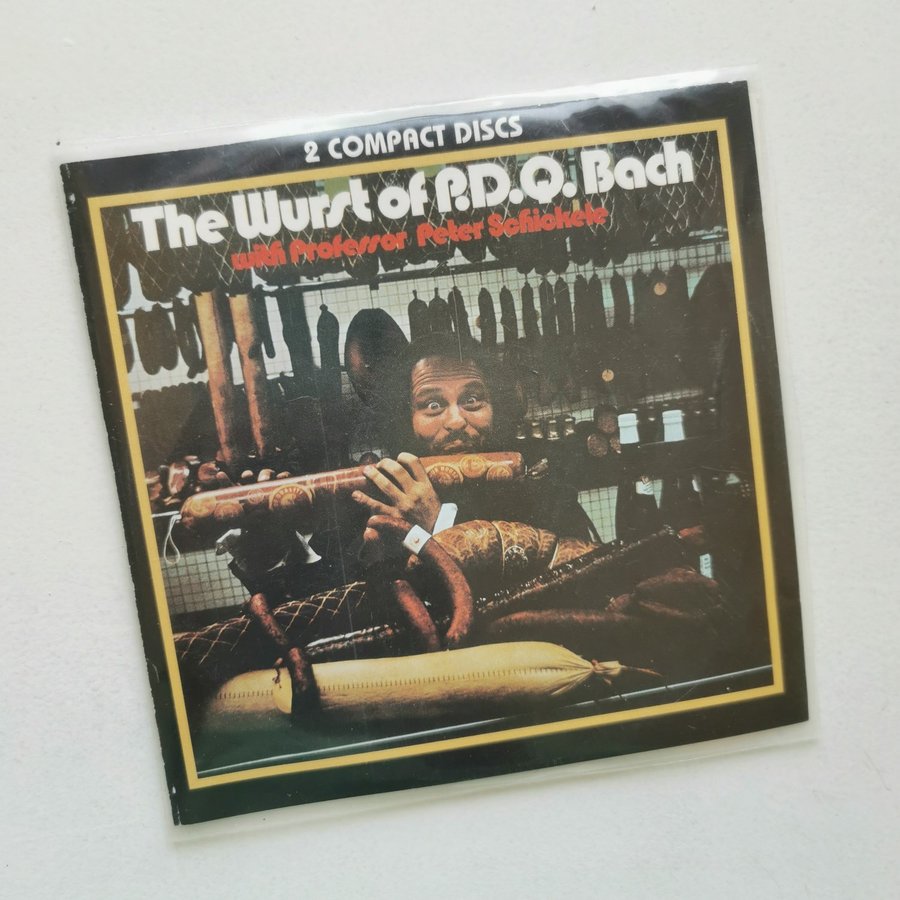 2 COMPACT DISCS
The Wurst of P.D.Q. Bach
with Professor Peter Schickele